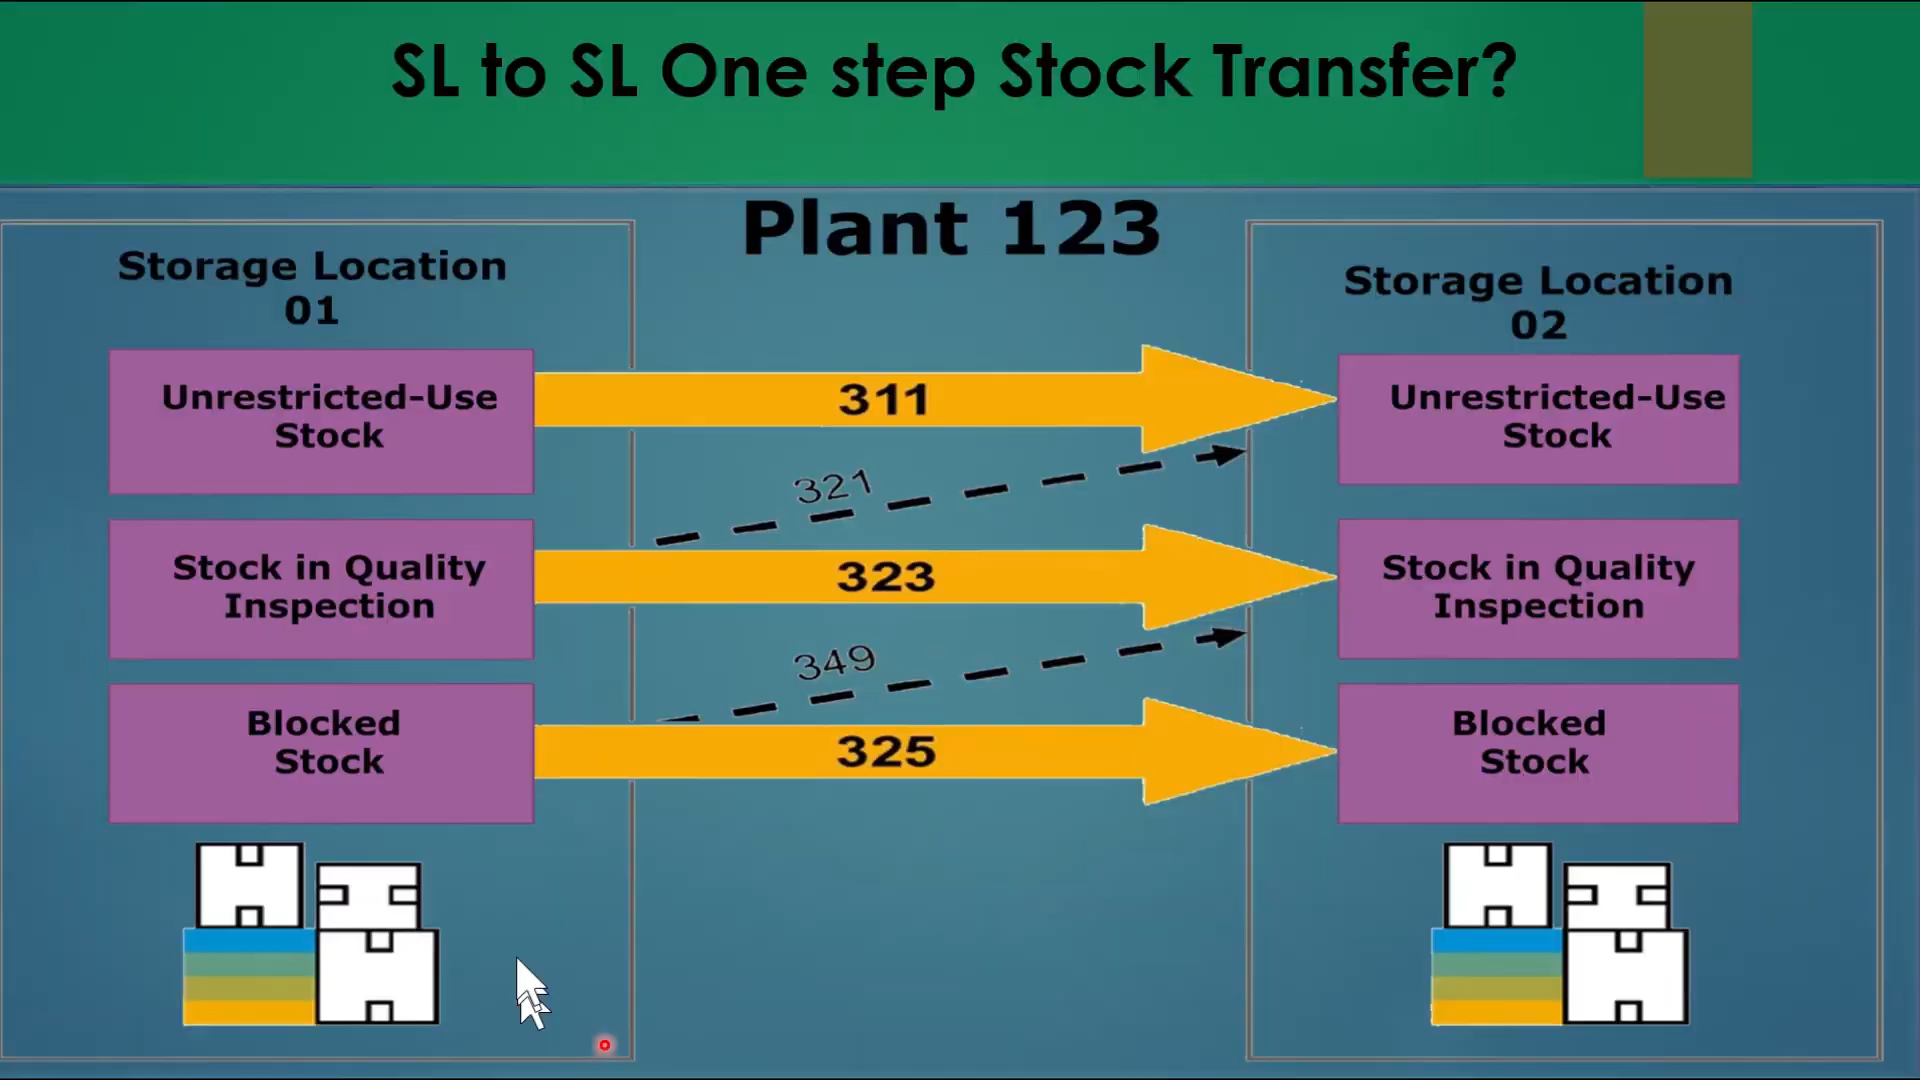 SL to SL One step Stock Transfer?
Plant 123
Storage Location
01
Storage Location
02
Unrestricted-Use
Stock
311
Unrestricted-Use
Stock
321
Stock in Quality
Inspection
323
Stock in Quality
Inspection
349
Blocked
Stock
325
Blocked
Stock